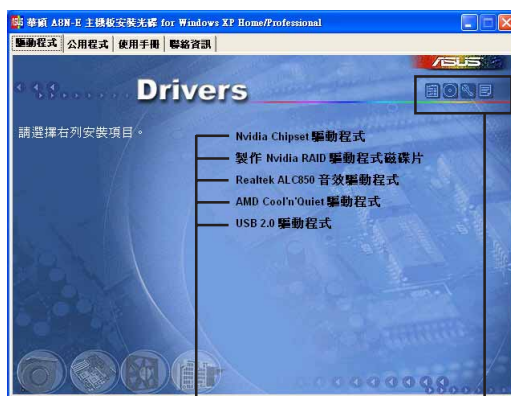 華碩 A8N-E 主機板安裝光碟 for Windows XP Home/Professional
驅動程式 公用程式 使用手冊 聯絡資訊
ASUS
Drivers
請選擇右列安裝項目。
Nvidia Chipset 驅動程式
製作 Nvidia RAID 驅動程式磁碟片
Realtek ALC850 音效驅動程式
AMD Cool'n'Quiet 驅動程式
USB 2.0 驅動程式